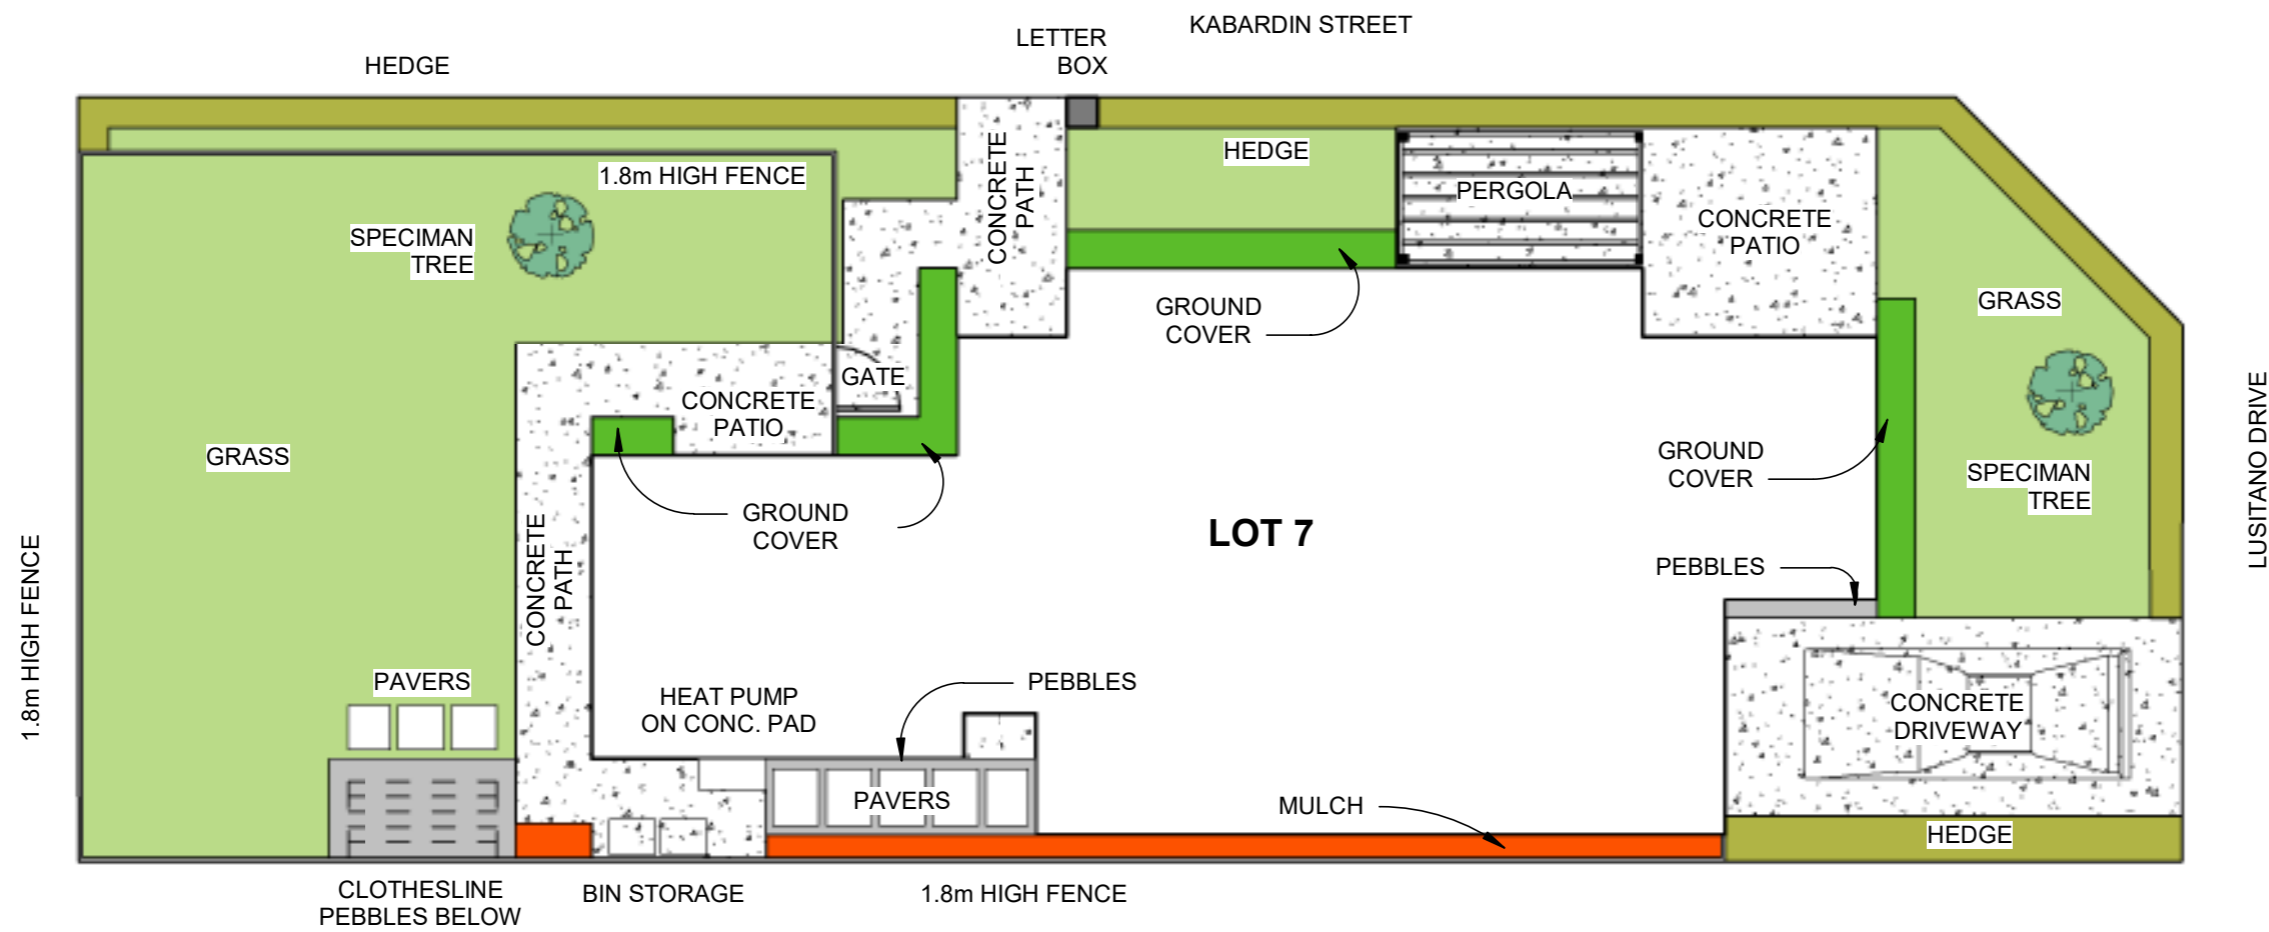 KABARDIN STREET
LETTER
BOX
HEDGE
CONCRETE
PATH
HEDGE
1.8m HIGH FENCE
PERGOLA
CONCRETE
PATIO
SPECIMAN
TREE
GROUND
COVER
GRASS
GATE
CONCRETE
PATIO
GRASS
GROUND
COVER
SPECIMAN
TREE
LUSITANO DRIVE
GROUND
COVER
LOT 7
CONCRETE
PATH
PEBBLES
1.8m HIGH FENCE
PAVERS
HEAT PUMP
ON CONC. PAD
PEBBLES
CONCRETE
DRIVEWAY
PAVERS
MULCH
HEDGE
CLOTHESLINE
PEBBLES BELOW
BIN STORAGE
1.8m HIGH FENCE